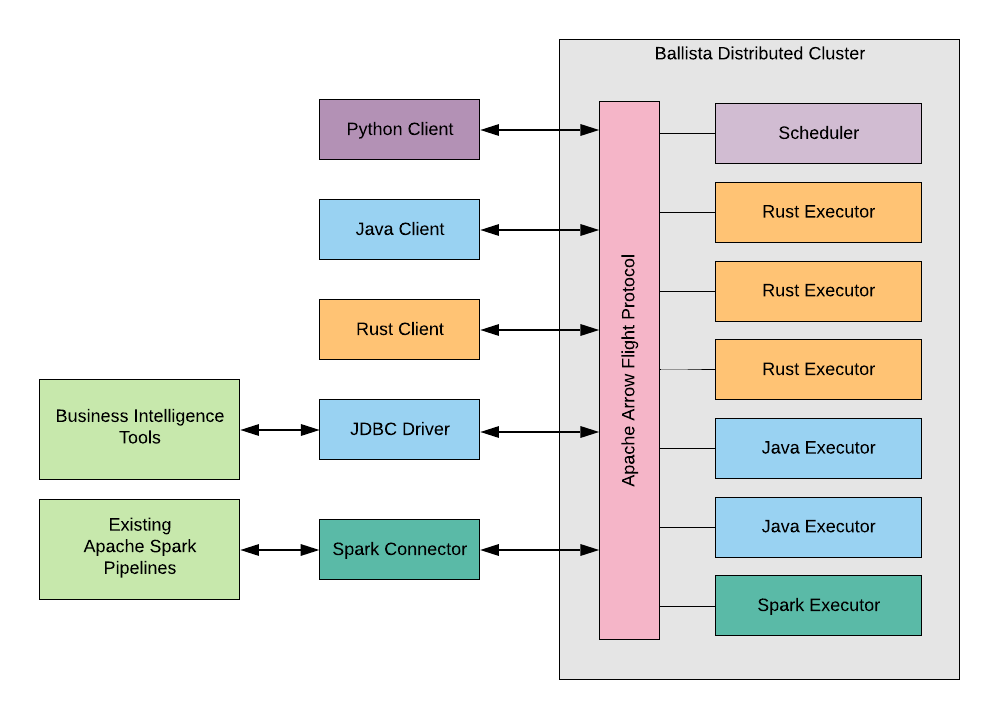 Ballista Distributed Cluster
Python Client
Java Client
Rust Client
Business Intelligence
Tools
JDBC Driver
Existing
Apache Spark
Pipelines
Spark Connector
Apache Arrow Flight Protocol
Scheduler
Rust Executor
Rust Executor
Rust Executor
Java Executor
Java Executor
Spark Executor